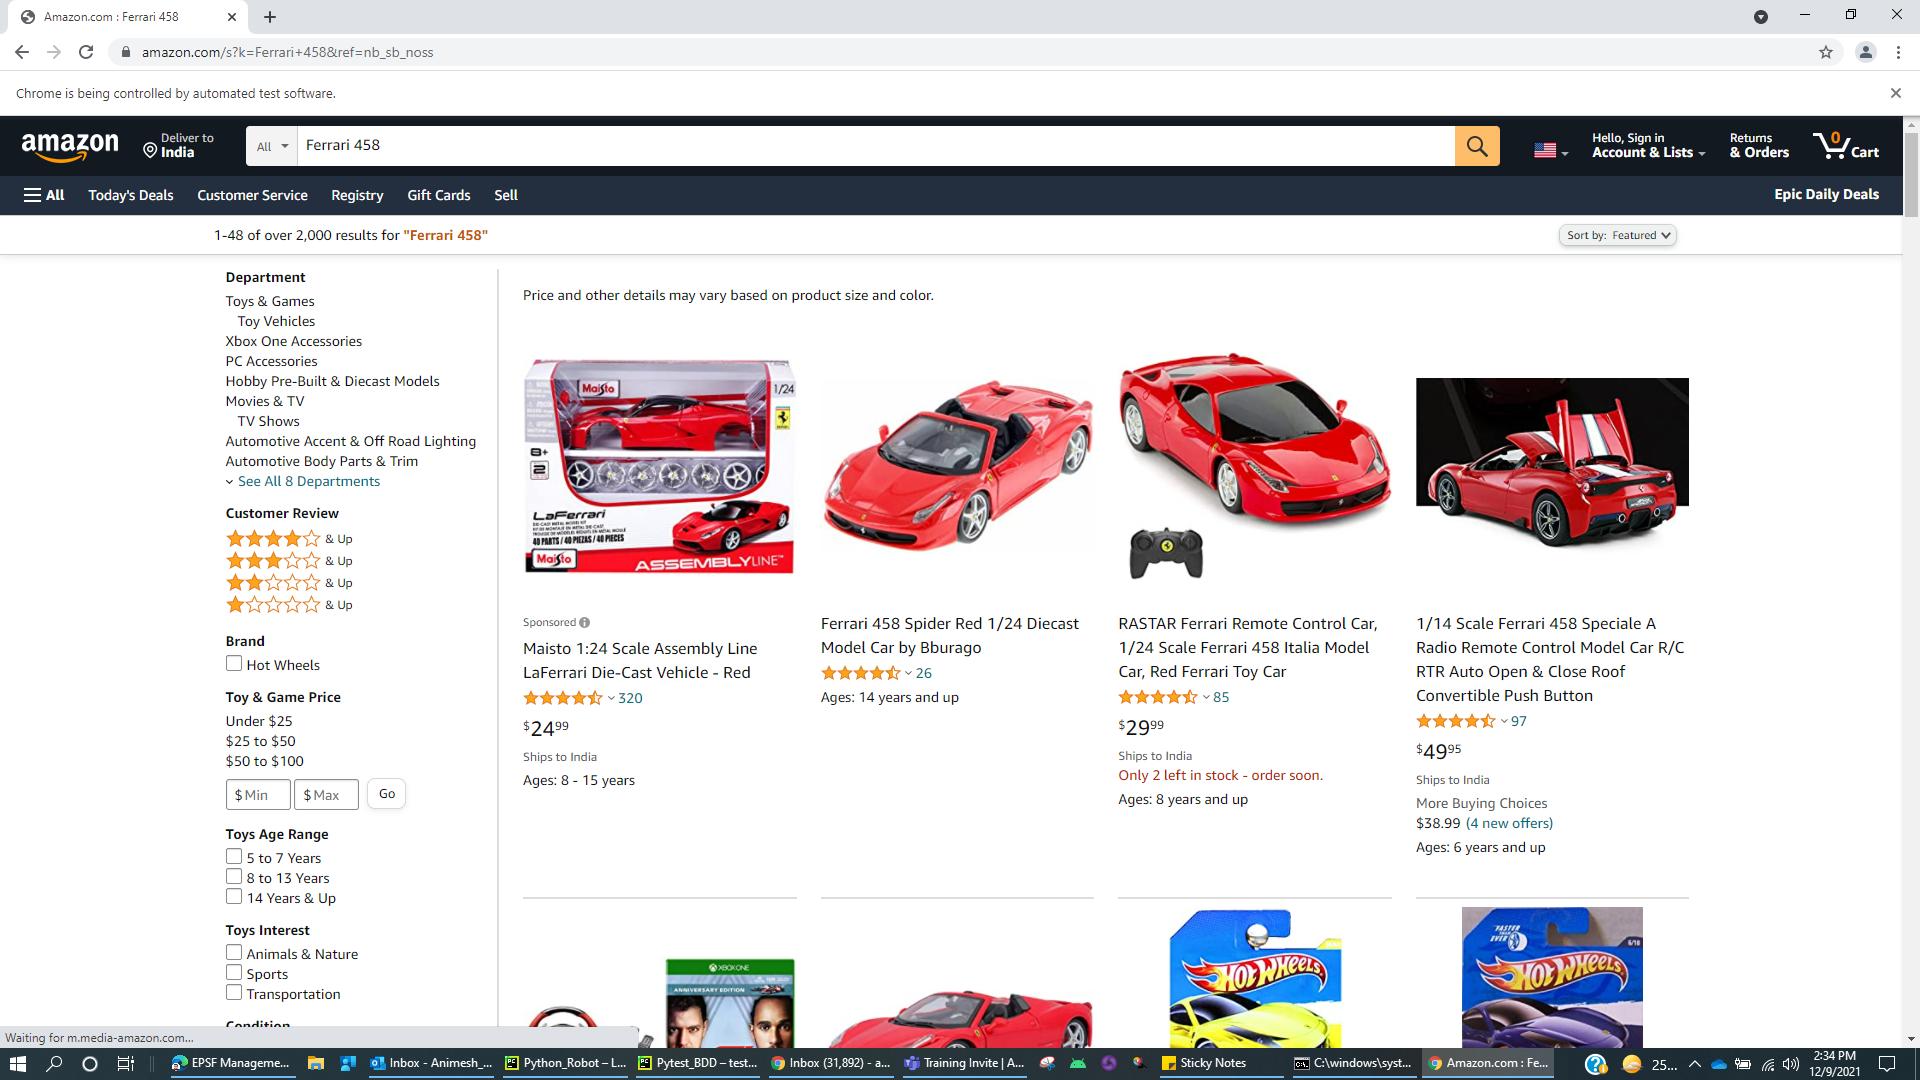 Amazon.com : Ferrari 458
amazon.com/s?k=Ferrari+458&ref=nb_sb_noss
Chrome is being controlled by automated test software.
amazon
Deliver to
India
All
Ferrari 458
Hello, Sign in
Account & Lists
Returns
& Orders
0
Cart
All
Today's Deals
Customer Service
Registry
Gift Cards
Sell
Epic Daily Deals
1-48 of over 2,000 results for "Ferrari 458"
Sort by: Featured
Department
Toys & Games
Toy Vehicles
Xbox One Accessories
PC Accessories
Hobby Pre-Built & Diecast Models
Movies & TV
TV Shows
Automotive Accent & Off Road Lighting
Automotive Body Parts & Trim
See All 8 Departments
Customer Review
& Up
& Up
& Up
& Up
Brand
Hot Wheels
Toy & Game Price
Under $25
$25 to $50
$50 to $100
$ Min
$ Max
Go
Toys Age Range
5 to 7 Years
8 to 13 Years
14 Years & Up
Toys Interest
Animals & Nature
Sports
Transportation
Condition
Price and other details may vary based on product size and color.
Maisto
1/24
8+
2
LaFerrari
40 PARTS / 40 PIEZAS / 40 PIECES
Maisto
ASSEMBLYLINE™
Sponsored
Maisto 1:24 Scale Assembly Line
LaFerrari Die-Cast Vehicle - Red
320
$2499
Ships to India
Ages: 8 - 15 years
Ferrari 458 Spider Red 1/24 Diecast
Model Car by Bburago
26
Ages: 14 years and up
RASTAR Ferrari Remote Control Car,
1/24 Scale Ferrari 458 Italia Model
Car, Red Ferrari Toy Car
85
$2999
Ships to India
Only 2 left in stock - order soon.
Ages: 8 years and up
1/14 Scale Ferrari 458 Speciale A
Radio Remote Control Model Car R/C
RTR Auto Open & Close Roof
Convertible Push Button
97
$4995
Ships to India
More Buying Choices
$38.99 (4 new offers)
Ages: 6 years and up
XBOX ONE
ANNIVERSARY EDITION
Hot Wheels
FASTER THAN EVER
6/10
Hot Wheels
Waiting for m.media-amazon.com...
EPSF Manageme...
Inbox - Animesh_...
Python_Robot – L...
Pytest_BDD – test...
Inbox (31,892) - a...
Training Invite | A...
Sticky Notes
C:\windows\syst...
Amazon.com : Fe...
25...
2:34 PM
12/9/2021